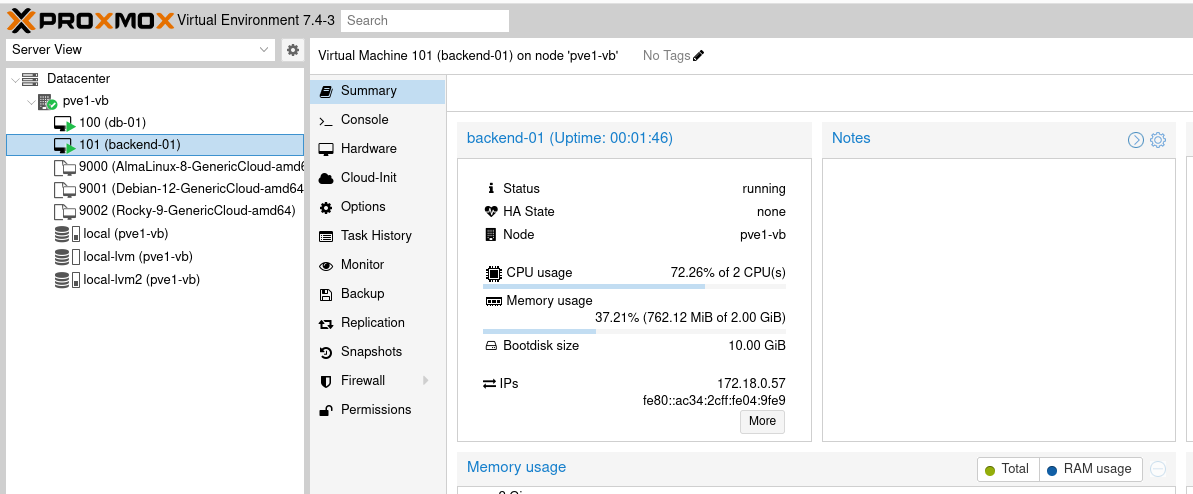 PROXMOX Virtual Environment 7.4-3 Search
Server View
Datacenter
pve1-vb
100 (db-01)
101 (backend-01)
9000 (AlmaLinux-8-GenericCloud-amd6
9001 (Debian-12-GenericCloud-amd64
9002 (Rocky-9-GenericCloud-amd64)
local (pve1-vb)
local-lvm (pve1-vb)
local-lvm2 (pve1-vb)
Virtual Machine 101 (backend-01) on node 'pve1-vb' No Tags
Summary
Console
Hardware
Cloud-Init
Options
Task History
Monitor
Backup
Replication
Snapshots
Firewall
Permissions
backend-01 (Uptime: 00:01:46)
Status running
HA State none
Node pve1-vb
CPU usage 72.26% of 2 CPU(s)
Memory usage
37.21% (762.12 MiB of 2.00 GiB)
Bootdisk size 10.00 GiB
IPs 172.18.0.57
fe80::ac34:2cff:fe04:9fe9
More
Notes
Memory usage
Total RAM usage